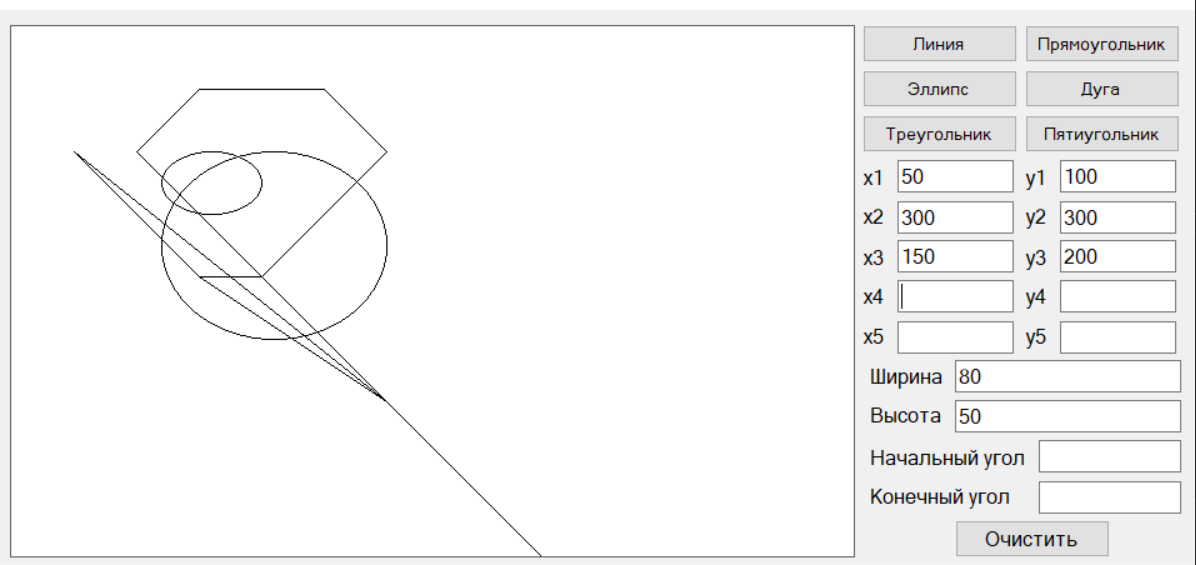 Линия Прямоугольник
Эллипс Дуга
Треугольник Пятиугольник
x1 50 y1 100
x2 300 y2 300
x3 150 y3 200
x4 y4
x5 y5
Ширина 80
Высота 50
Начальный угол
Конечный угол
Очистить